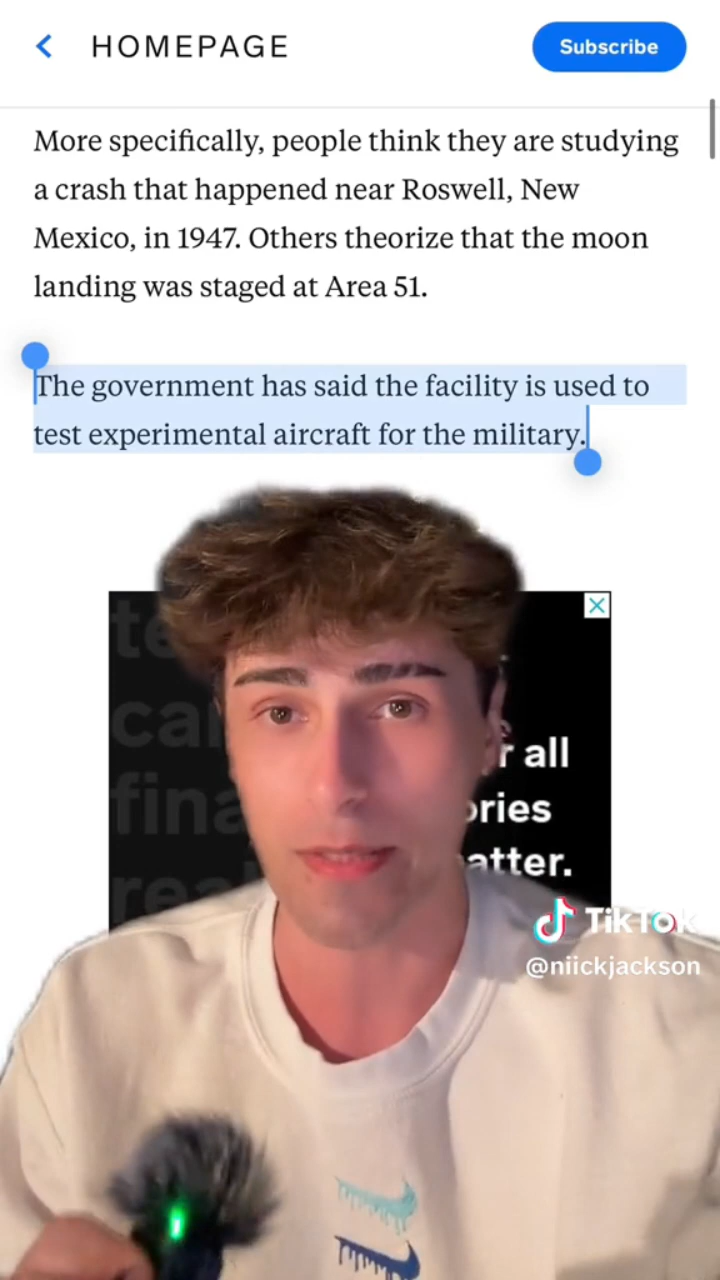 HOMEPAGE
Subscribe
More specifically, people think they are studying
a crash that happened near Roswell, New
Mexico, in 1947. Others theorize that the moon
landing was staged at Area 51.
The government has said the facility is used to
test experimental aircraft for the military.
all
TikTok
@niickjackson